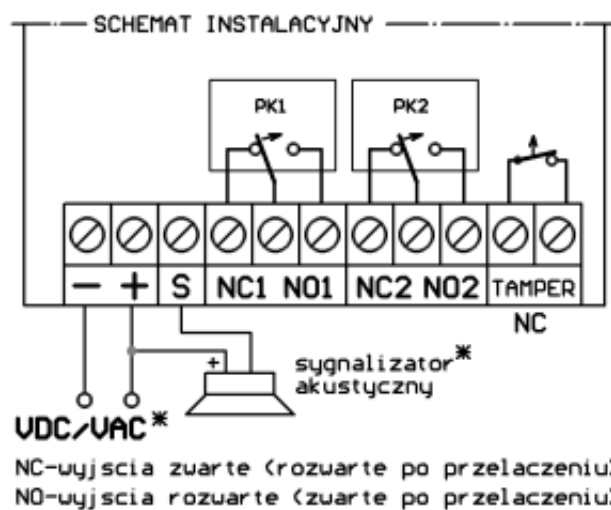 SCHEMAT INSTALACYJNY
PK1 PK2
- + S NC1 NO1 NC2 NO2 TAMPER
NC
+
sygnalizator*
akustyczny
VDC/VAC*
NC-wyjscia zwarte (rozwarte po przelaczeniu)
NO-wyjscia rozwarte (zwarte po przelaczeniu)